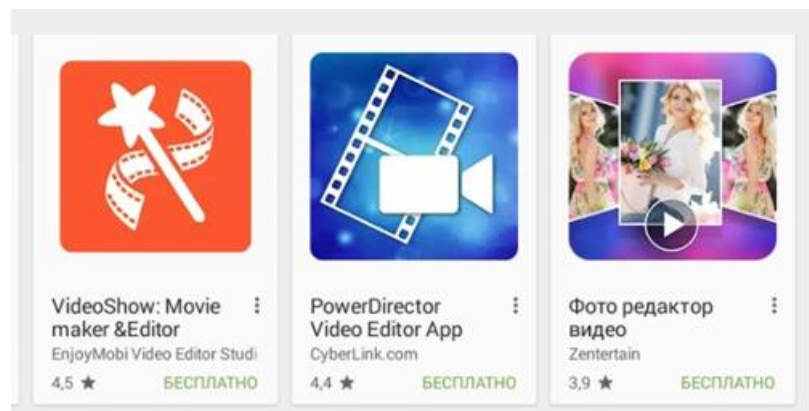 VideoShow: Movie
maker &Editor
EnjoyMobi Video Editor Studi
4,5 ★ БЕСПЛАТНО
PowerDirector
Video Editor App
CyberLink.com
4,4 ★ БЕСПЛАТНО
Фото редактор
видео
Zentertain
3,9 ★ БЕСПЛАТНО